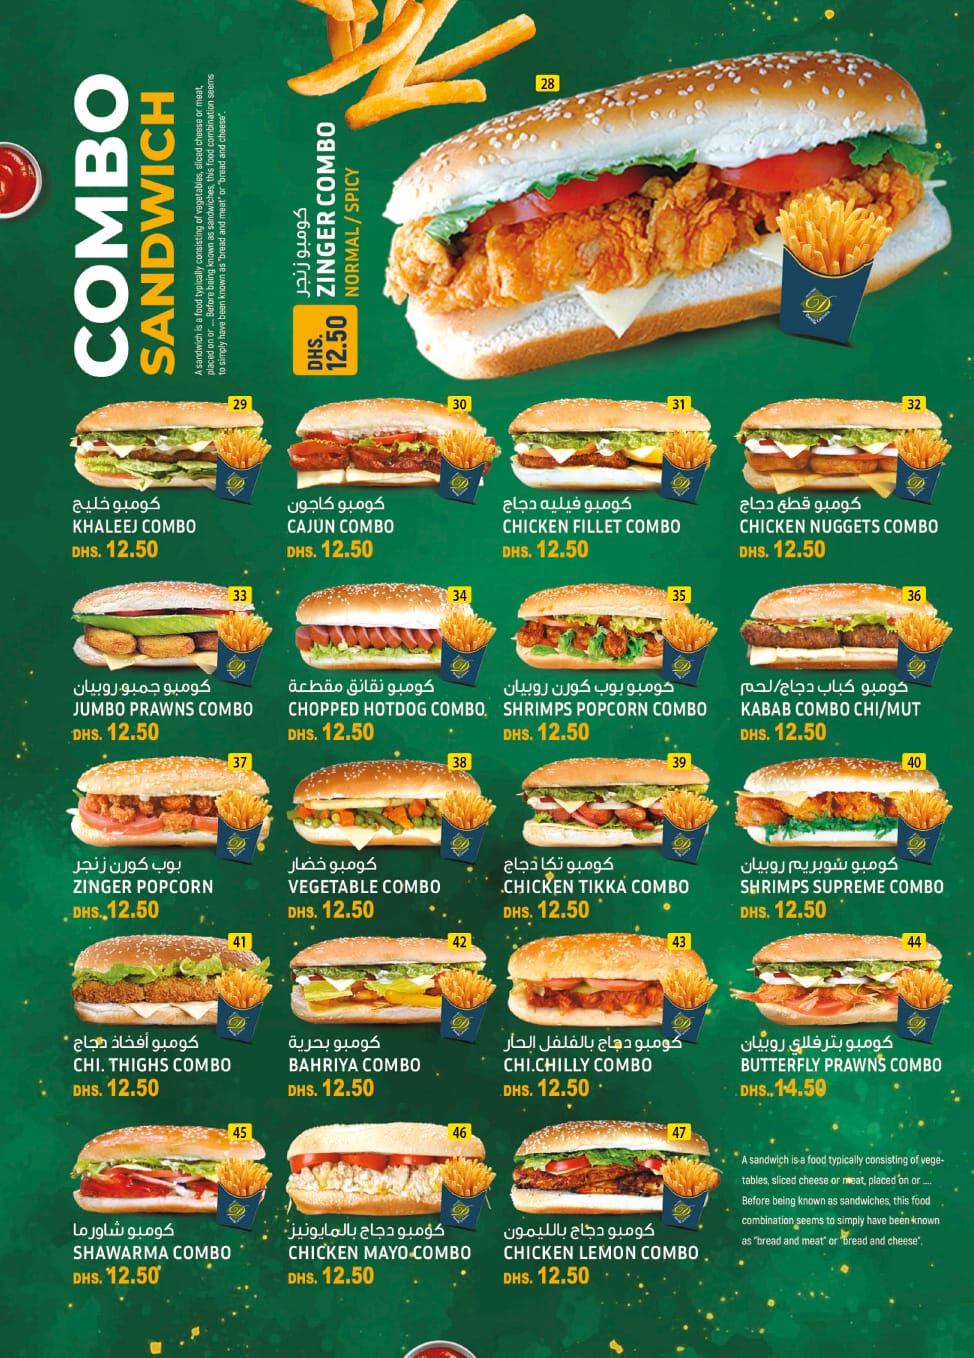 COMBO
SANDWICH
A sandwich is a food typically consisting of vegetables, sliced cheese or meat,
placed on or .... Before being known as sandwiches, this food combination seems
to simply have been known as "bread and meat" or "bread and cheese".
28
كومبو زنجر
ZINGER COMBO
NORMAL / SPICY
DHS.
12.50
29
كومبو خليج
KHALEEJ COMBO
DHS. 12.50
30
كومبو كاجون
CAJUN COMBO
DHS. 12.50
31
كومبو فيليه دجاج
CHICKEN FILLET COMBO
DHS. 12.50
32
كومبو قطع دجاج
CHICKEN NUGGETS COMBO
DHS. 12.50
33
كومبو جمبو روبيان
JUMBO PRAWNS COMBO
DHS. 12.50
34
كومبو نقانق مقطعة
CHOPPED HOTDOG COMBO
DHS. 12.50
35
كومبو بوب كورن روبيان
SHRIMPS POPCORN COMBO
DHS. 12.50
36
كومبو كباب دجاج/لحم
KABAB COMBO CHI/MUT
DHS. 12.50
37
بوب كورن زنجر
ZINGER POPCORN
DHS. 12.50
38
كومبو خضار
VEGETABLE COMBO
DHS. 12.50
39
كومبو تكا دجاج
CHICKEN TIKKA COMBO
DHS. 12.50
40
كومبو سوبريم روبيان
SHRIMPS SUPREME COMBO
DHS. 12.50
41
كومبو أفخاذ دجاج
CHI. THIGHS COMBO
DHS. 12.50
42
كومبو بحرية
BAHRIYA COMBO
DHS. 12.50
43
كومبو دجاج بالفلفل الحار
CHI.CHILLY COMBO
DHS. 12.50
44
كومبو بترفلاي روبيان
BUTTERFLY PRAWNS COMBO
DHS. 14.50
45
كومبو شاورما
SHAWARMA COMBO
DHS. 12.50
46
كومبو دجاج بالمايونيز
CHICKEN MAYO COMBO
DHS. 12.50
47
كومبو دجاج بالليمون
CHICKEN LEMON COMBO
DHS. 12.50
A sandwich is a food typically consisting of vege-
tables, sliced cheese or meat, placed on or ....
Before being known as sandwiches, this food
combination seems to simply have been known
as "bread and meat" or "bread and cheese".